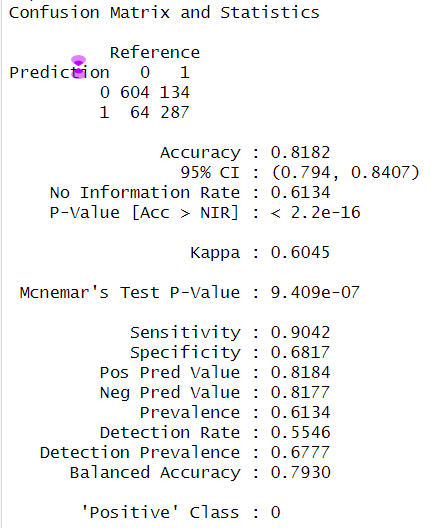 Confusion Matrix and Statistics
Reference
Prediction 0 1
0 604 134
1 64 287
Accuracy : 0.8182
95% CI : (0.794, 0.8407)
No Information Rate : 0.6134
P-Value [Acc > NIR] : < 2.2e-16
Kappa : 0.6045
Mcnemar's Test P-Value : 9.409e-07
Sensitivity : 0.9042
Specificity : 0.6817
Pos Pred Value : 0.8184
Neg Pred Value : 0.8177
Prevalence : 0.6134
Detection Rate : 0.5546
Detection Prevalence : 0.6777
Balanced Accuracy : 0.7930
'Positive' Class : 0